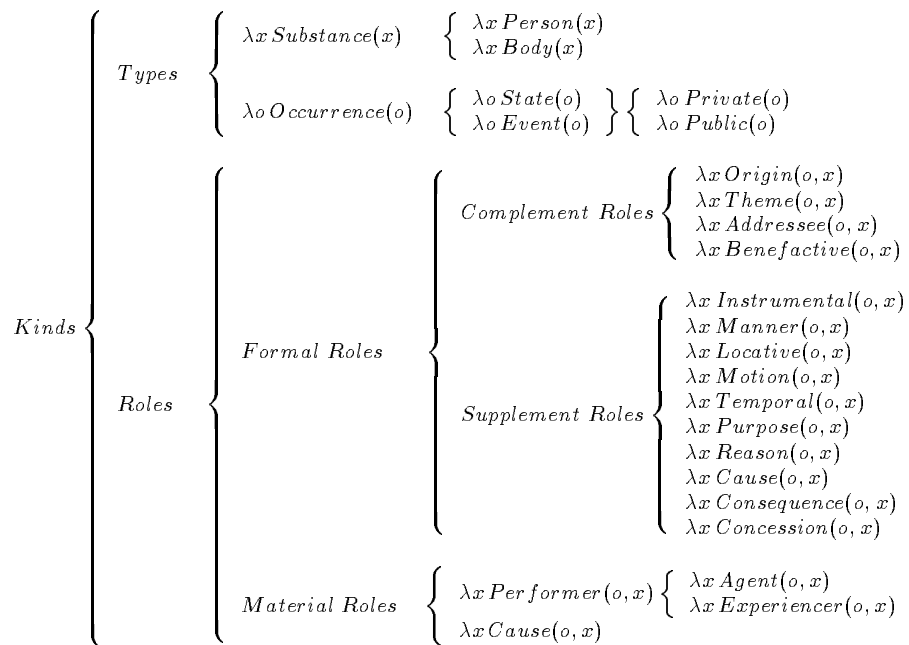 λx Substance(x)
λx Person(x)
λx Body(x)
Types
λo Occurrence(o)
λo State(o)
λo Event(o)
λo Private(o)
λo Public(o)
Kinds
Roles
Formal Roles
Complement Roles
λx Origin(o, x)
λx Theme(o, x)
λx Addressee(o, x)
λx Benefactive(o, x)
Supplement Roles
λx Instrumental(o, x)
λx Manner(o, x)
λx Locative(o, x)
λx Motion(o, x)
λx Temporal(o, x)
λx Purpose(o, x)
λx Reason(o, x)
λx Cause(o, x)
λx Consequence(o, x)
λx Concession(o, x)
Material Roles
λx Performer(o, x)
λx Agent(o, x)
λx Experiencer(o, x)
λx Cause(o, x)